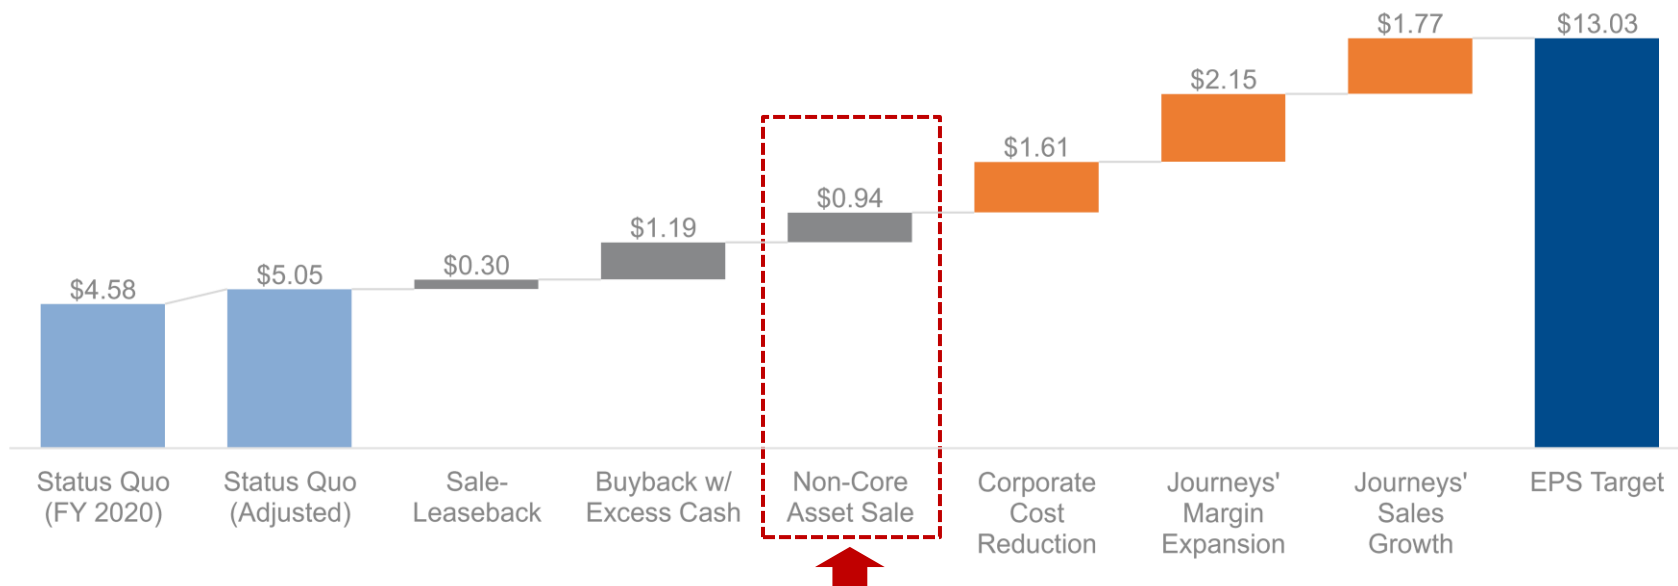 $4.58
$5.05
$0.30
$1.19
$0.94
$1.61
$2.15
$1.77
$13.03
Status Quo
(FY 2020)
Status Quo
(Adjusted)
Sale-
Leaseback
Buyback w/
Excess Cash
Non-Core
Asset Sale
Corporate
Cost
Reduction
Journeys'
Margin
Expansion
Journeys'
Sales
Growth
EPS Target